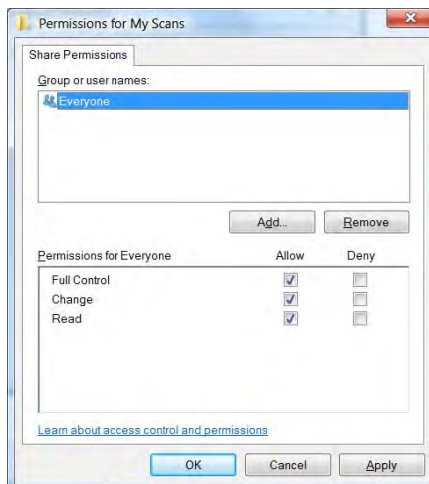 Permissions for My Scans
Share Permissions
Group or user names:
Everyone
Add... Remove
Permissions for Everyone Allow Deny
Full Control
Change
Read
Learn about access control and permissions
OK Cancel Apply